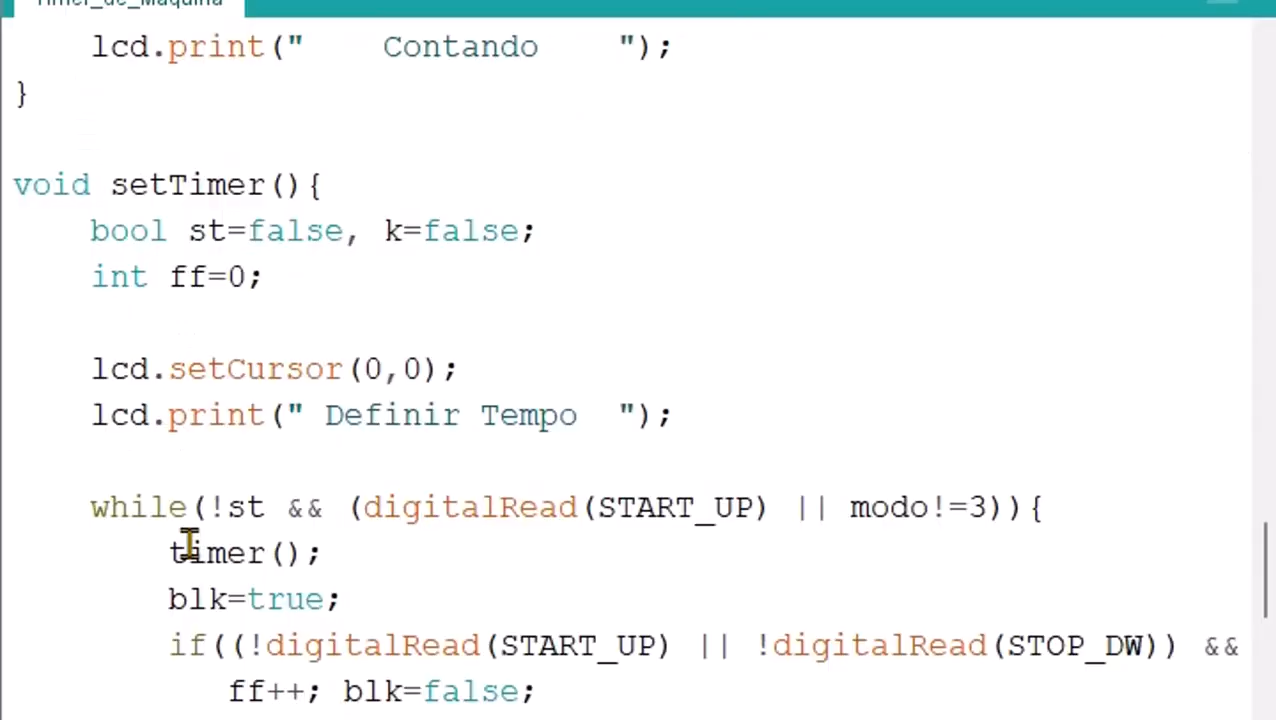 Timer_de_Maquina
lcd.print("    Contando    ");
}
void setTimer(){
bool st=false, k=false;
int ff=0;
lcd.setCursor(0,0);
lcd.print(" Definir Tempo  ");
while(!st && (digitalRead(START_UP) || modo!=3)){
timer();
blk=true;
if((!digitalRead(START_UP) || !digitalRead(STOP_DW)) &&
ff++; blk=false;